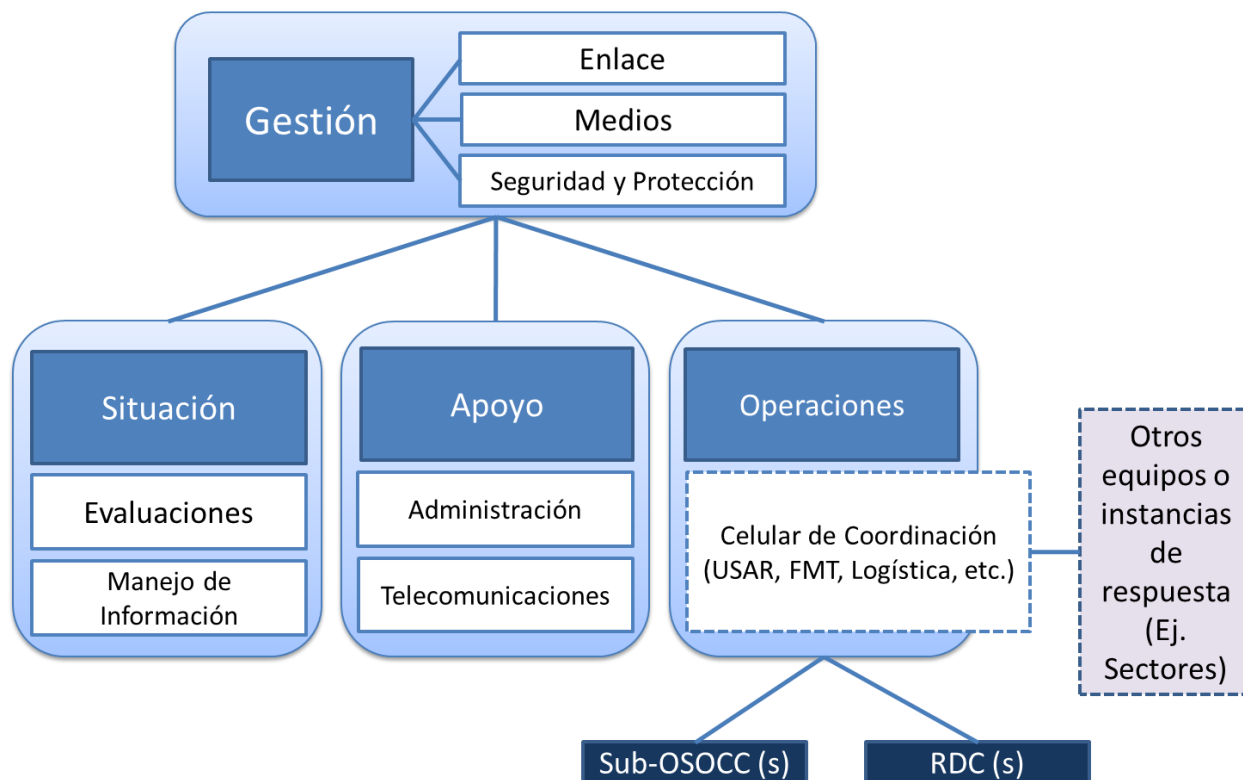 Gestión
Enlace
Medios
Seguridad y Protección
Situación
Evaluaciones
Manejo de
Información
Apoyo
Administración
Telecomunicaciones
Operaciones
Celular de Coordinación
(USAR, FMT, Logística, etc.)
Otros
equipos o
instancias
de
respuesta
(Ej.
Sectores)
Sub-OSOCC (s)
RDC (s)